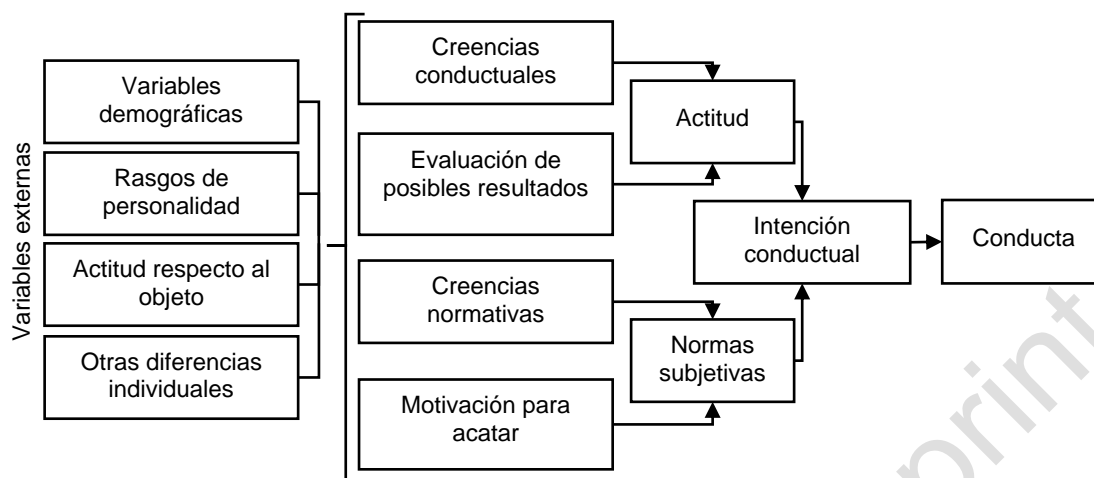 Variables externas
Variables
demográficas
Rasgos de
personalidad
Actitud respecto al
objeto
Otras diferencias
individuales
Creencias
conductuales
Evaluación de
posibles resultados
Creencias
normativas
Motivación para
acatar
Actitud
Normas
subjetivas
Intención
conductual
Conducta
print